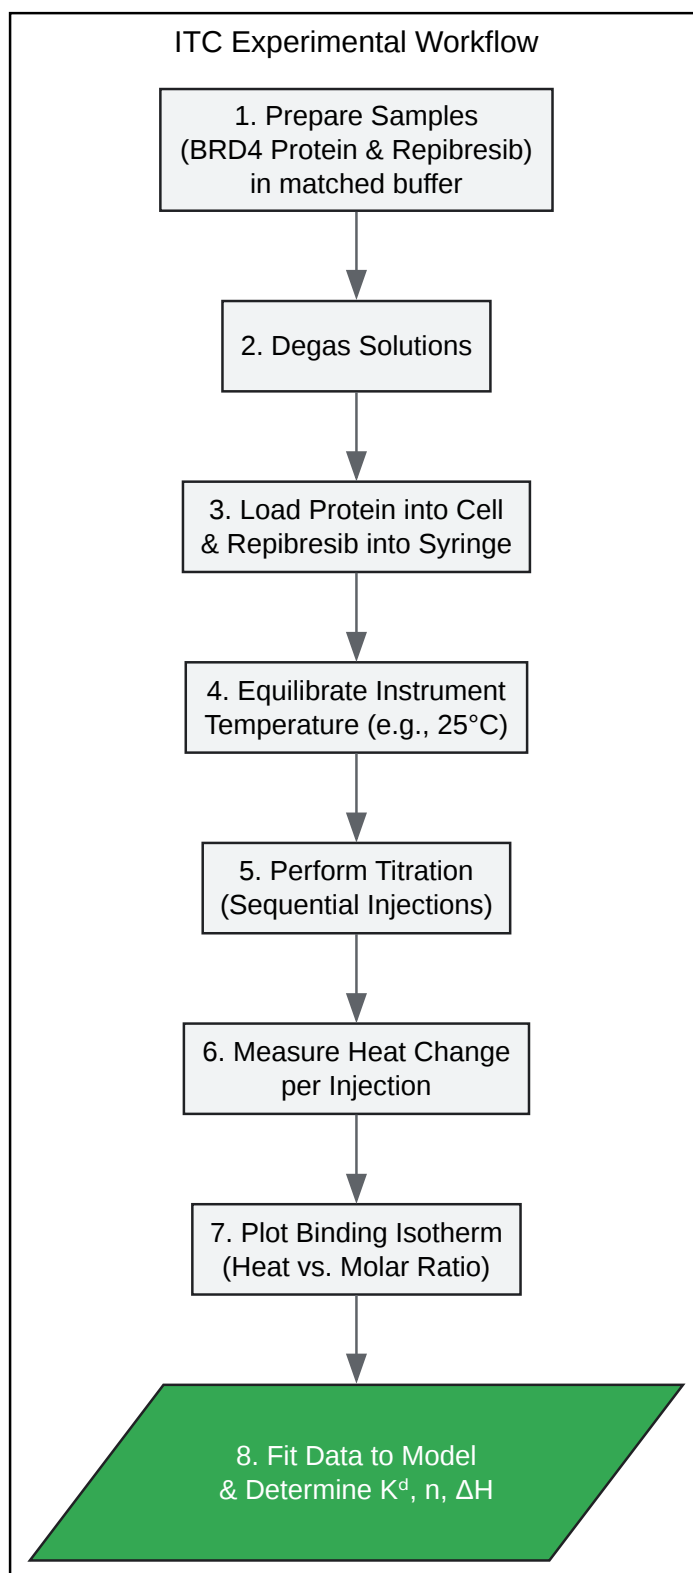 ITC Experimental Workflow
1. Prepare Samples
(BRD4 Protein & Repibresib)
in matched buffer
2. Degas Solutions
3. Load Protein into Cell
& Repibresib into Syringe
4. Equilibrate Instrument
Temperature (e.g., 25°C)
5. Perform Titration
(Sequential Injections)
6. Measure Heat Change
per Injection
7. Plot Binding Isotherm
(Heat vs. Molar Ratio)
8. Fit Data to Model
& Determine Kᵈ, n, ΔH